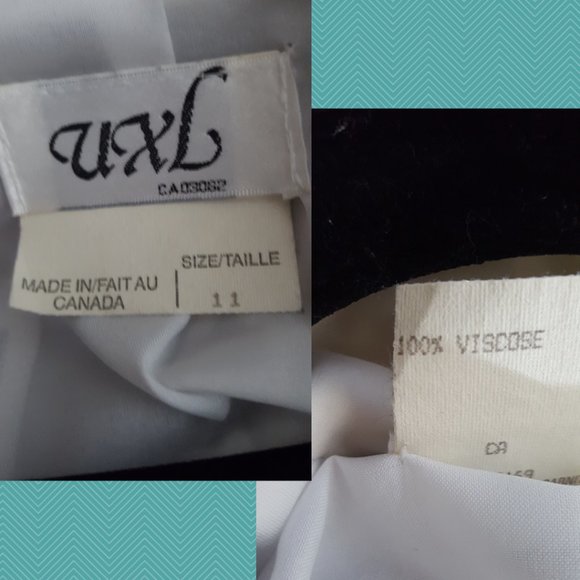 uxL
CA03062
SIZE/TAILLE
MADE IN/FAIT AU
CANADA
11
100% VISCOSE
CA